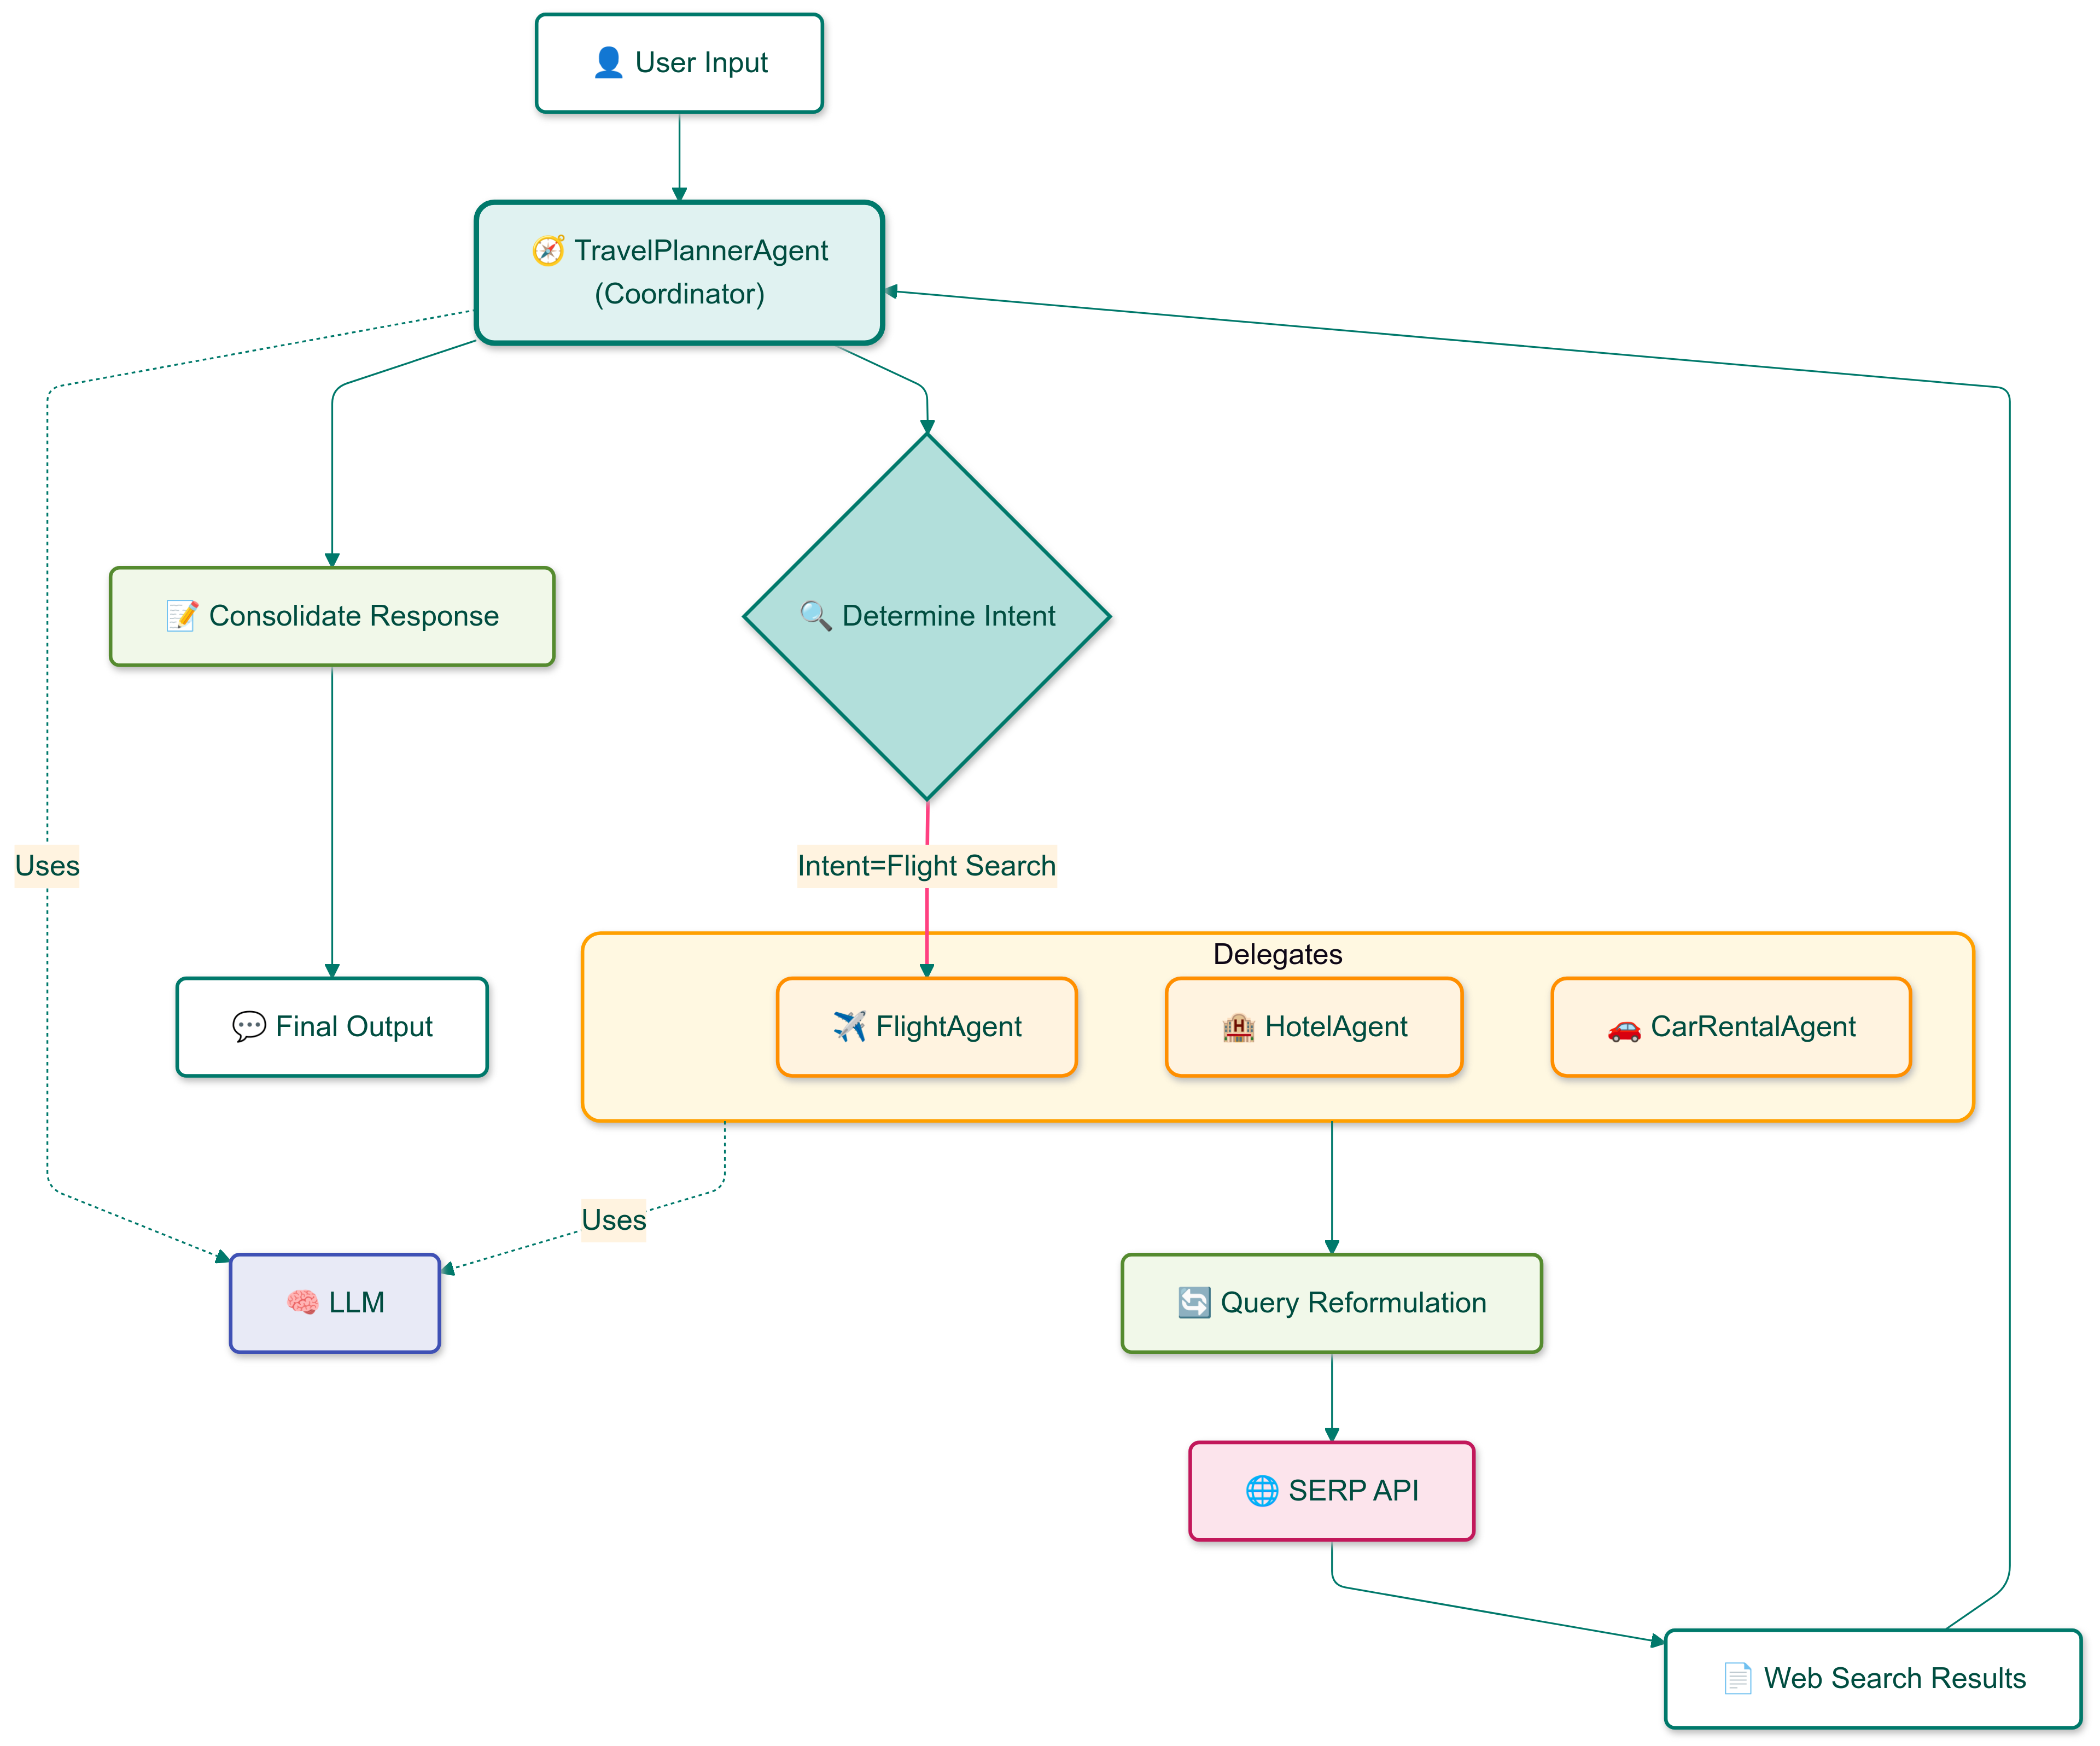 User Input
TravelPlannerAgent
(Coordinator)
Consolidate Response
Determine Intent
Uses
Intent=Flight Search
Delegates
Final Output
FlightAgent
HotelAgent
CarRentalAgent
Uses
LLM
Query Reformulation
SERP API
Web Search Results